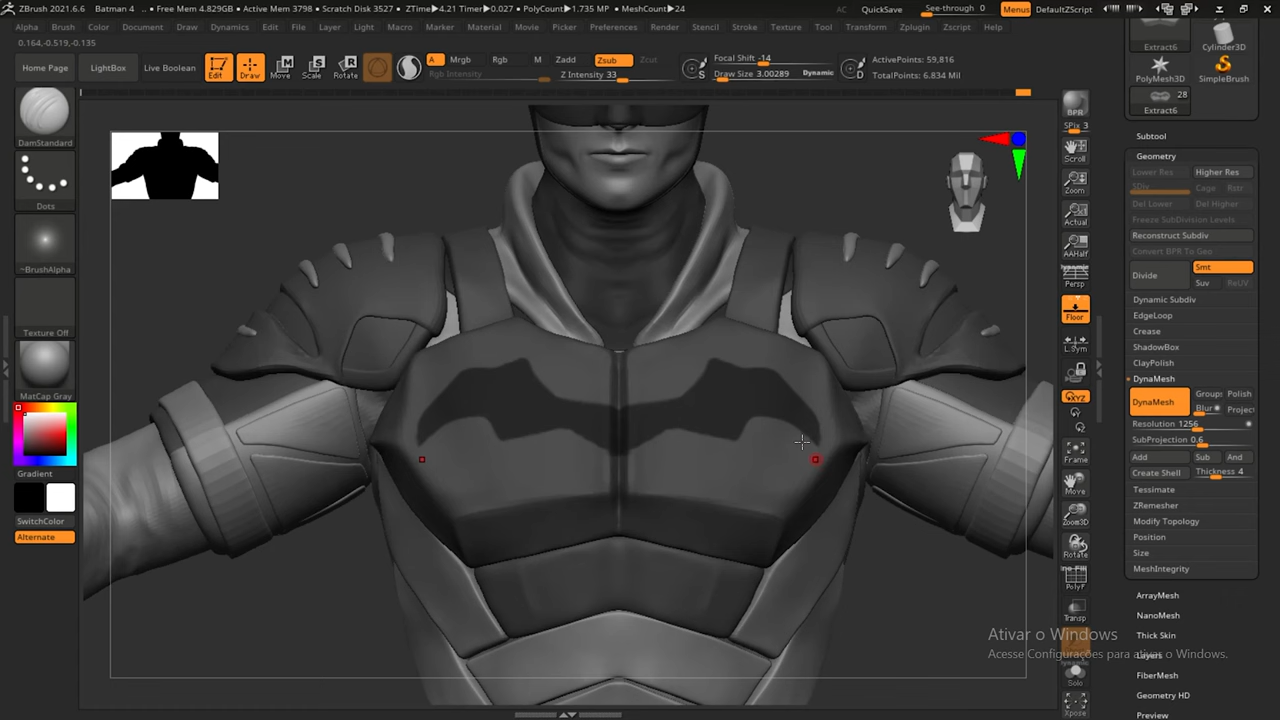 ZBrush 2021.6.6 Batman 4 ... • Free Mem 4.829GB • Active Mem 3798 • Scratch Disk 3527 • ZTime▶4.21 Timer▶0.027 • PolyCount▶1.735 MP • MeshCount▶24 AC QuickSave See-through 0 Menus DefaultZScript
Alpha Brush Color Document Draw Dynamics Edit File Layer Light Macro Marker Material Movie Picker Preferences Render Stencil Stroke Texture Tool Transform Zplugin Zscript Help
0.164,-0.519,-0.135
Home Page LightBox Live Boolean Edit Draw Move Scale Rotate
A Mrgb Rgb M Zadd Zsub Zcut
Rgb Intensity Z Intensity 33
Focal Shift -14
Draw Size 3.00289 Dynamic
S
D
ActivePoints: 59,816
TotalPoints: 6.834 Mil
DamStandard
Dots
~BrushAlpha
Texture Off
MatCap Gray
Gradient
SwitchColor
Alternate
BPR
SPix 3
Scroll
Zoom
Actual
AAHalf
Dynamic
Persp
Floor
L.Sym
XYZ
Frame
Move
Zoom3D
Rotate
Line Fill
PolyF
Transp
Dynamic
Solo
Xpose
Extract6 Cylinder3D
PolyMesh3D SimpleBrush
28
Extract6
Subtool
Geometry
Lower Res Higher Res
SDiv Cage Rstr
Del Lower Del Higher
Freeze SubDivision Levels
Reconstruct Subdiv
Convert BPR To Geo
Divide Smt
Suv ReUV
Dynamic Subdiv
EdgeLoop
Crease
ShadowBox
ClayPolish
DynaMesh
DynaMesh Groups Polish
Blur Project
Resolution 1256
SubProjection 0.6
Add Sub And
Create Shell Thickness 4
Tessimate
ZRemesher
Modify Topology
Position
Size
MeshIntegrity
ArrayMesh
NanoMesh
Thick Skin
Layers
FiberMesh
Geometry HD
Preview
Ativar o Windows
Acesse Configurações para ativar o Windows.